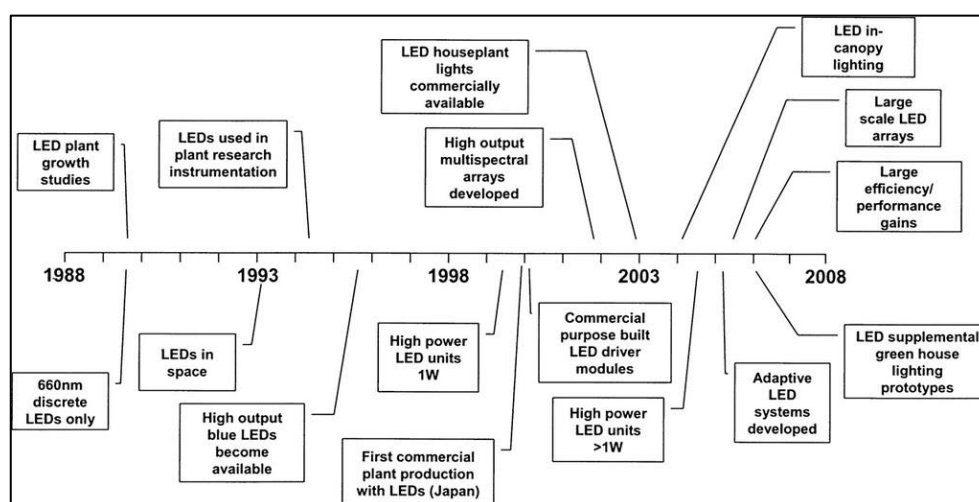 LED houseplant
lights
commercially
available
LED in-
canopy
lighting
LED plant
growth
studies
LEDs used in
plant research
instrumentation
High output
multispectral
arrays
developed
Large
scale LED
arrays
Large
efficiency/
performance
gains
1988
1993
1998
2003
2008
660nm
discrete
LEDs only
LEDs in
space
High output
blue LEDs
become
available
High power
LED units
1W
First commercial
plant production
with LEDs (Japan)
Commercial
purpose built
LED driver
modules
High power
LED units
>1W
Adaptive
LED
systems
developed
LED supplemental
green house
lighting
prototypes